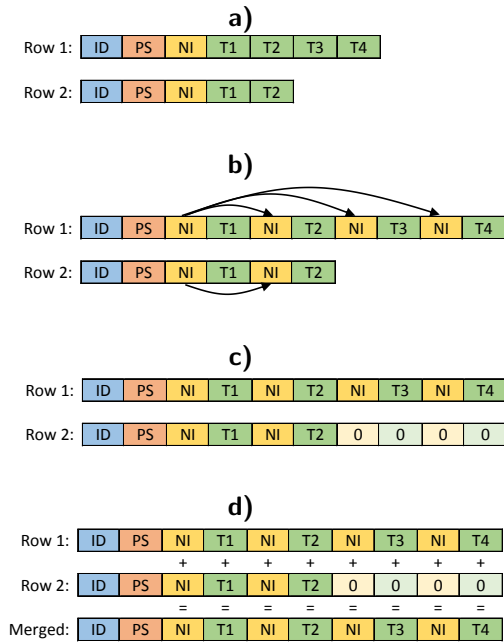 a)
Row 1: ID PS NI T1 T2 T3 T4
Row 2: ID PS NI T1 T2
b)
Row 1: ID PS NI T1 NI T2 NI T3 NI T4
Row 2: ID PS NI T1 NI T2
c)
Row 1: ID PS NI T1 NI T2 NI T3 NI T4
Row 2: ID PS NI T1 NI T2 0 0 0 0
d)
Row 1: ID PS NI T1 NI T2 NI T3 NI T4
+ + + + + + + +
Row 2: ID PS NI T1 NI T2 0 0 0 0
= = = = = = = =
Merged: ID PS NI T1 NI T2 NI T3 NI T4